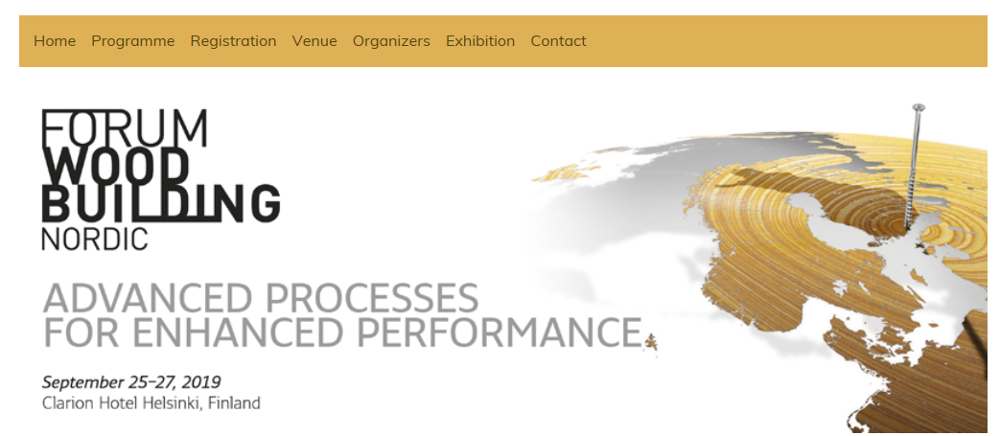 Home Programme Registration Venue Organizers Exhibition Contact
FORUM
WOOD
BUILDING
NORDIC
ADVANCED PROCESSES
FOR ENHANCED PERFORMANCE
September 25–27, 2019
Clarion Hotel Helsinki, Finland